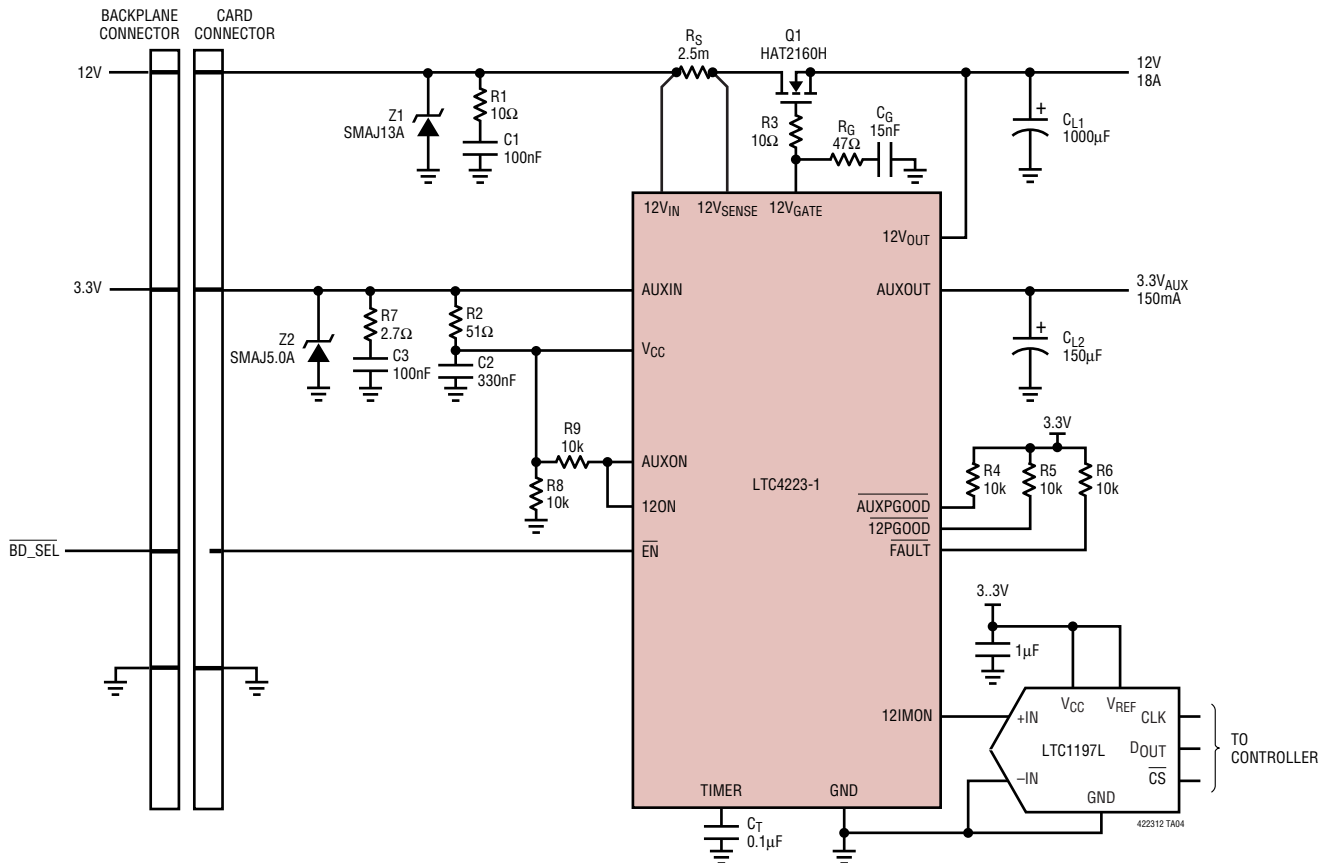 BACKPLANE
CONNECTOR
CARD
CONNECTOR
12V
RS
2.5m
Q1
HAT2160H
12V
18A
R1
10Ω
Z1
SMAJ13A
C1
100nF
R3
10Ω
RG
47Ω
CG
15nF
+
CL1
1000µF
12VIN
12VSENSE
12VGATE
12VOUT
3.3V
AUXIN
AUXOUT
3.3VAUX
150mA
R7
2.7Ω
R2
51Ω
Z2
SMAJ5.0A
C3
100nF
C2
330nF
VCC
+
CL2
150µF
R9
10k
AUXON
R8
10k
12ON
LTC4223-1
3.3V
R4
10k
R5
10k
R6
10k
AUXPGOOD
12PGOOD
FAULT
BD_SEL
EN
3..3V
1µF
12IMON
+IN
VCC
VREF
CLK
LTC1197L
DOUT
–IN
CS
GND
TO
CONTROLLER
TIMER
GND
CT
0.1µF
422312 TA04